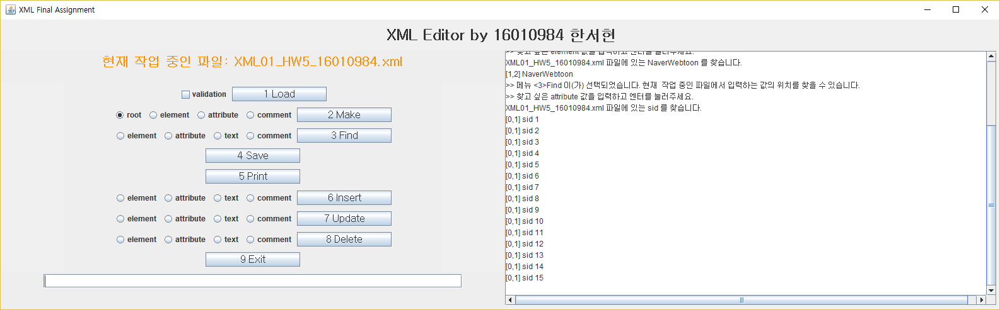 XML Final Assignment
XML Editor by 16010984 한서현
현재 작업 중인 파일: XML01_HW5_16010984.xml
validation 1 Load
root element attribute comment 2 Make
element attribute text comment 3 Find
4 Save
5 Print
element attribute text comment 6 Insert
element attribute text comment 7 Update
element attribute text comment 8 Delete
9 Exit
>> 찾고 싶은 element 값을 입력하고 엔터를 눌러주세요.
XML01_HW5_16010984.xml 파일에 있는 NaverWebtoon 를 찾습니다.
[1,2] NaverWebtoon
>> 메뉴 <3>Find 이(가) 선택되었습니다. 현재 작업 중인 파일에서 입력하는 값의 위치를 찾을 수 있습니다.
>> 찾고 싶은 attribute 값을 입력하고 엔터를 눌러주세요.
XML01_HW5_16010984.xml 파일에 있는 sid 를 찾습니다.
[0,1] sid 1
[0,1] sid 2
[0,1] sid 3
[0,1] sid 4
[0,1] sid 5
[0,1] sid 6
[0,1] sid 7
[0,1] sid 8
[0,1] sid 9
[0,1] sid 10
[0,1] sid 11
[0,1] sid 12
[0,1] sid 13
[0,1] sid 14
[0,1] sid 15